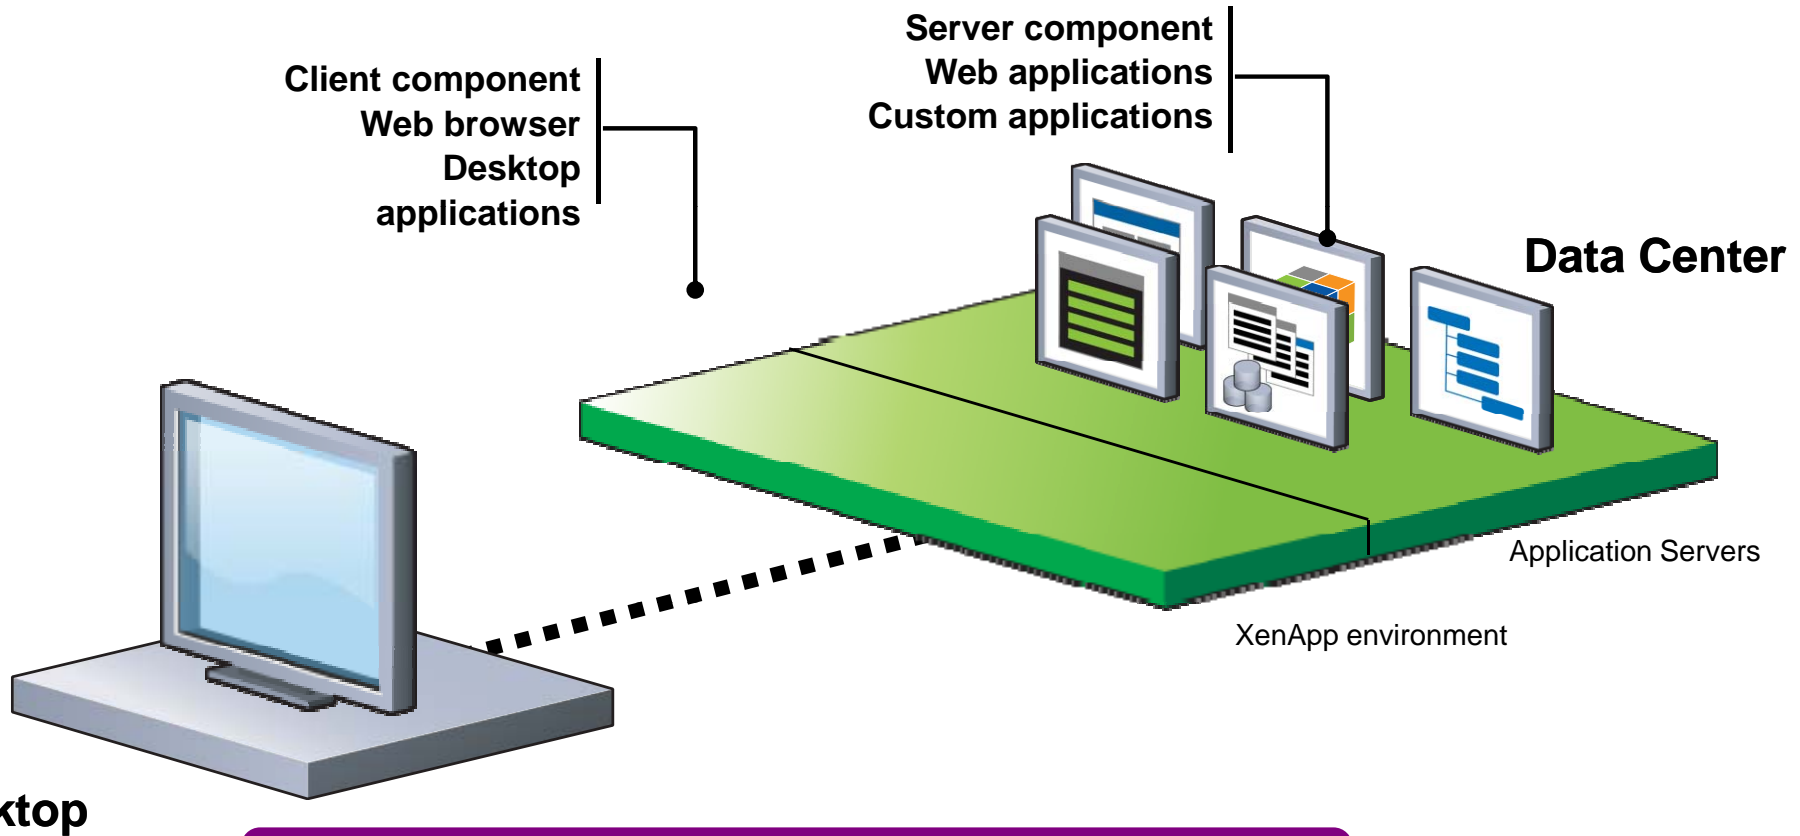 Server component
Web applications
Custom applications
Client component
Web browser
Desktop
applications
Data Center
Application Servers
XenApp environment
ktop